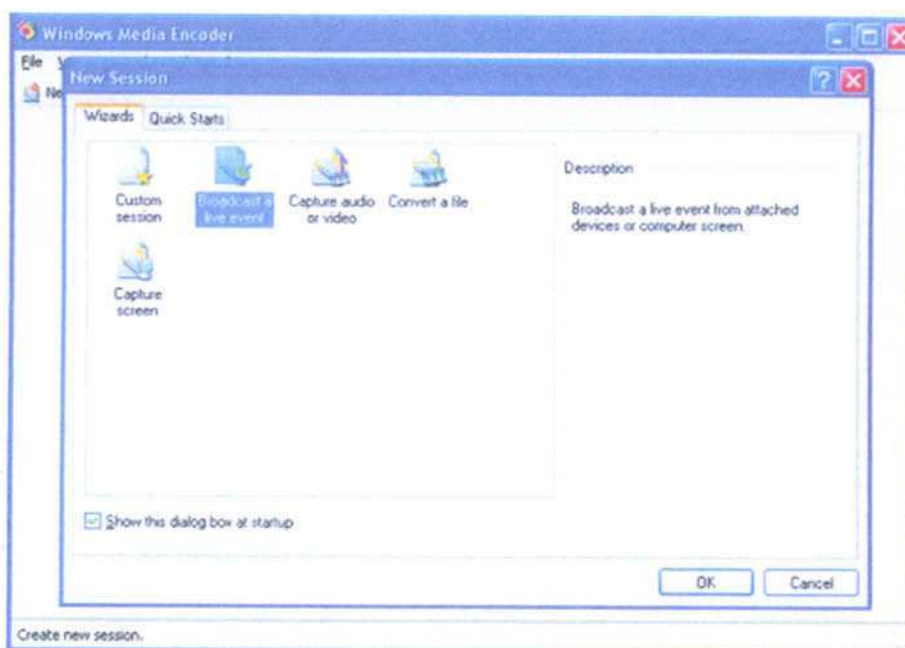 Windows Media Encoder
File V
Ne
New Session
Wizards Quick Starts
Custom session
Broadcast a live event
Capture audio or video
Convert a file
Capture screen
Description
Broadcast a live event from attached
devices or computer screen.
Show this dialog box at startup
OK Cancel
Create new session.